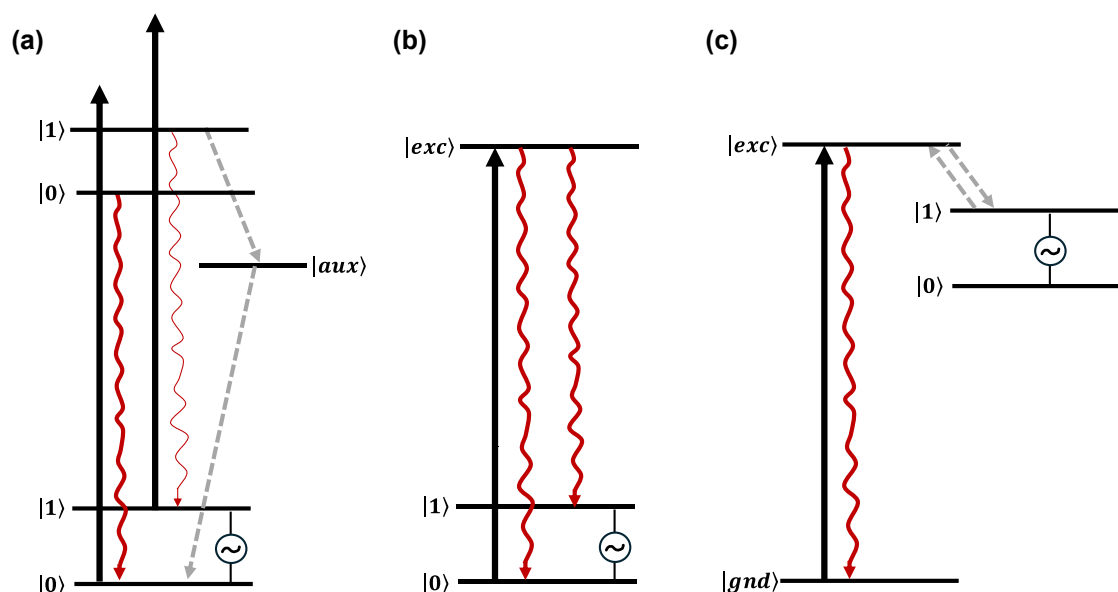 (a)
|1⟩
|0⟩
|aux⟩
|1⟩
~
|0⟩
(b)
|exc⟩
|1⟩
~
|0⟩
(c)
|exc⟩
|1⟩
~
|0⟩
|gnd⟩